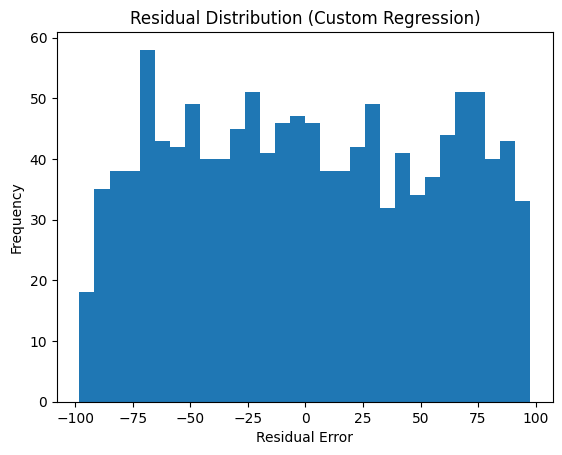 Residual Distribution (Custom Regression)
60
50
40
30
20
10
0
Frequency
−100 −75 −50 −25 0 25 50 75 100
Residual Error